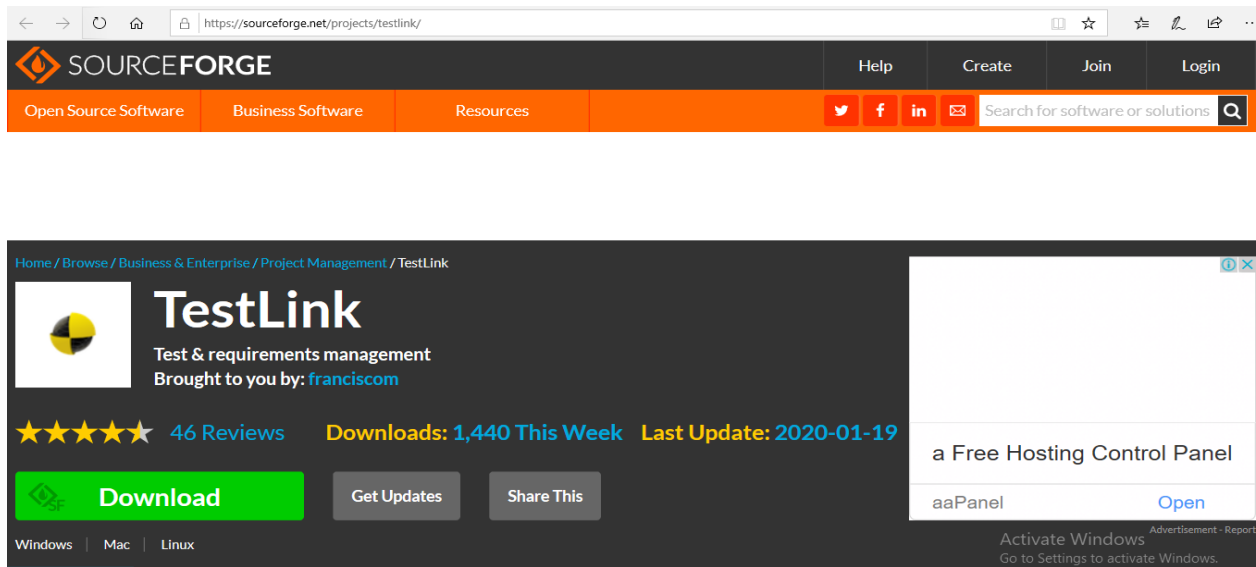 https://sourceforge.net/projects/testlink/
SOURCEFORGE
Help Create Join Login
Open Source Software Business Software Resources
Search for software or solutions
Home / Browse / Business & Enterprise / Project Management / TestLink
TestLink
Test & requirements management
Brought to you by: franciscom
46 Reviews Downloads: 1,440 This Week Last Update: 2020-01-19
a Free Hosting Control Panel
SF Download Get Updates Share This
aaPanel Open
Advertisement - Report
Windows Mac Linux
Activate Windows
Go to Settings to activate Windows.